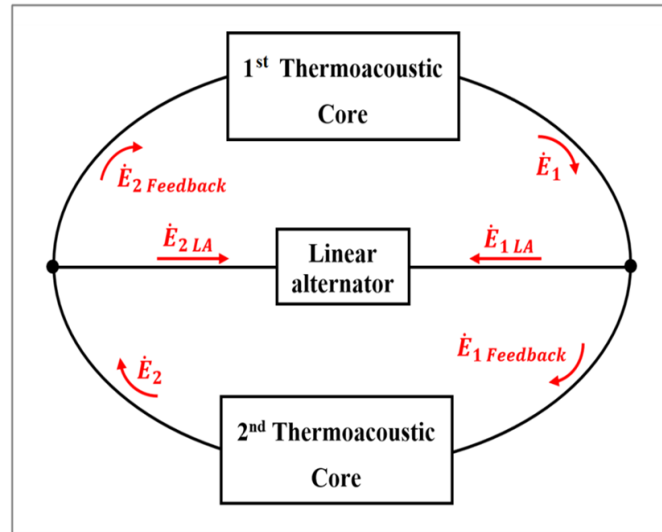 1st Thermoacoustic
Core
Ė1
Ė2 Feedback
Ė2 LA
Linear
alternator
Ė1 LA
Ė1 Feedback
Ė2
2nd Thermoacoustic
Core